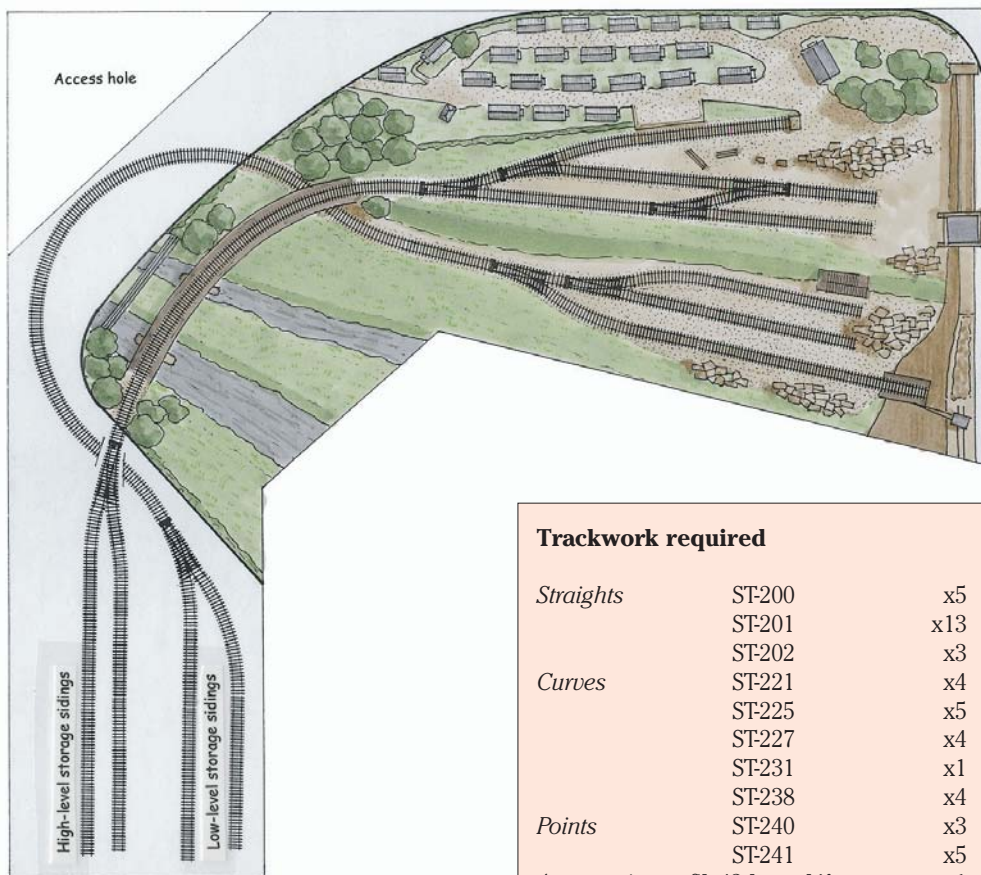 Access hole
High-level storage sidings
Low-level storage sidings
Trackwork required
Straights ST-200 x5
ST-201 x13
ST-202 x3
Curves ST-221 x4
ST-225 x5
ST-227 x4
ST-231 x1
ST-238 x4
Points ST-240 x3
ST-241 x5